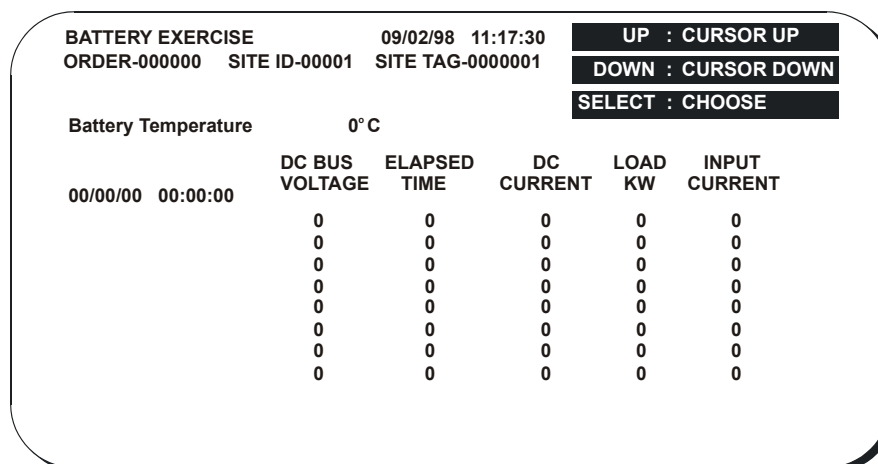 BATTERY EXERCISE 09/02/98 11:17:30 UP : CURSOR UP
ORDER-000000 SITE ID-00001 SITE TAG-0000001 DOWN : CURSOR DOWN
SELECT : CHOOSE
Battery Temperature 0°C
DC BUS ELAPSED DC LOAD INPUT
VOLTAGE TIME CURRENT KW CURRENT
00/00/00 00:00:00
0 0 0 0 0
0 0 0 0 0
0 0 0 0 0
0 0 0 0 0
0 0 0 0 0
0 0 0 0 0
0 0 0 0 0
0 0 0 0 0